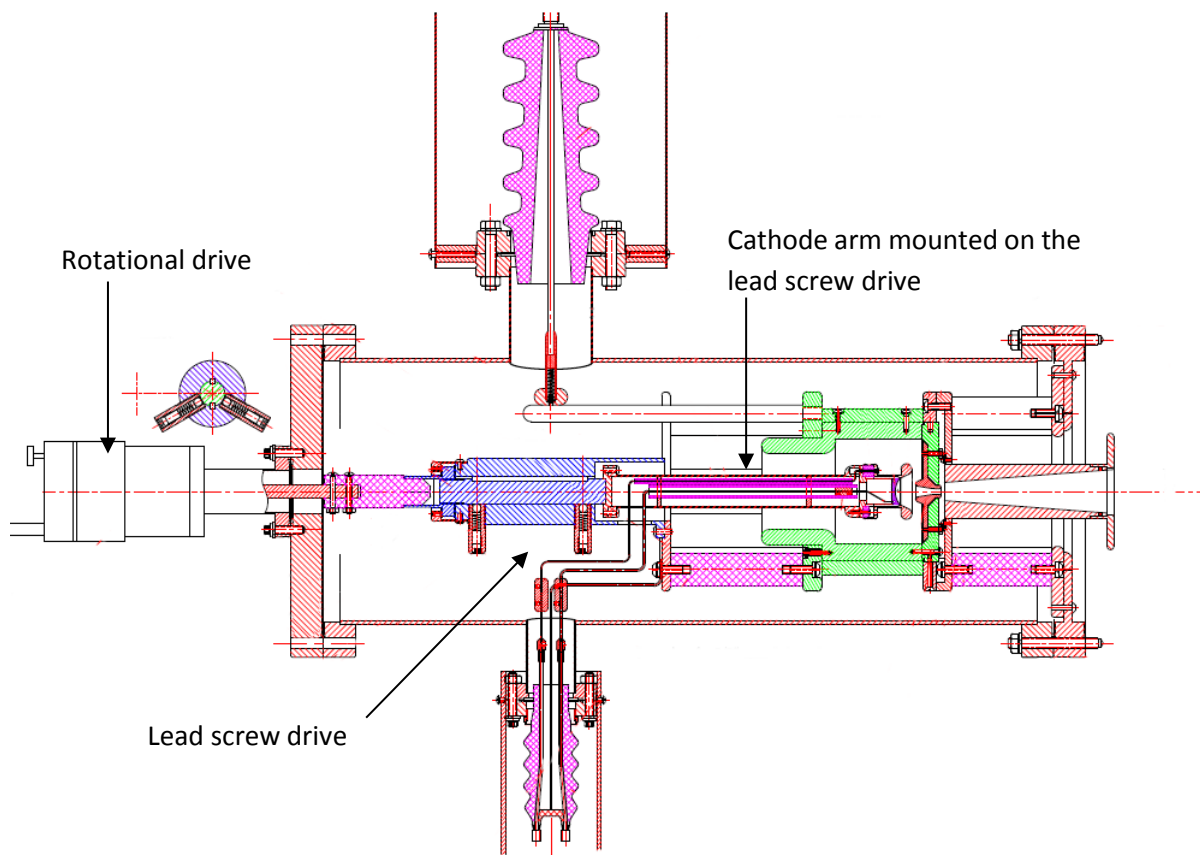 Rotational drive
Cathode arm mounted on the
lead screw drive
Lead screw drive